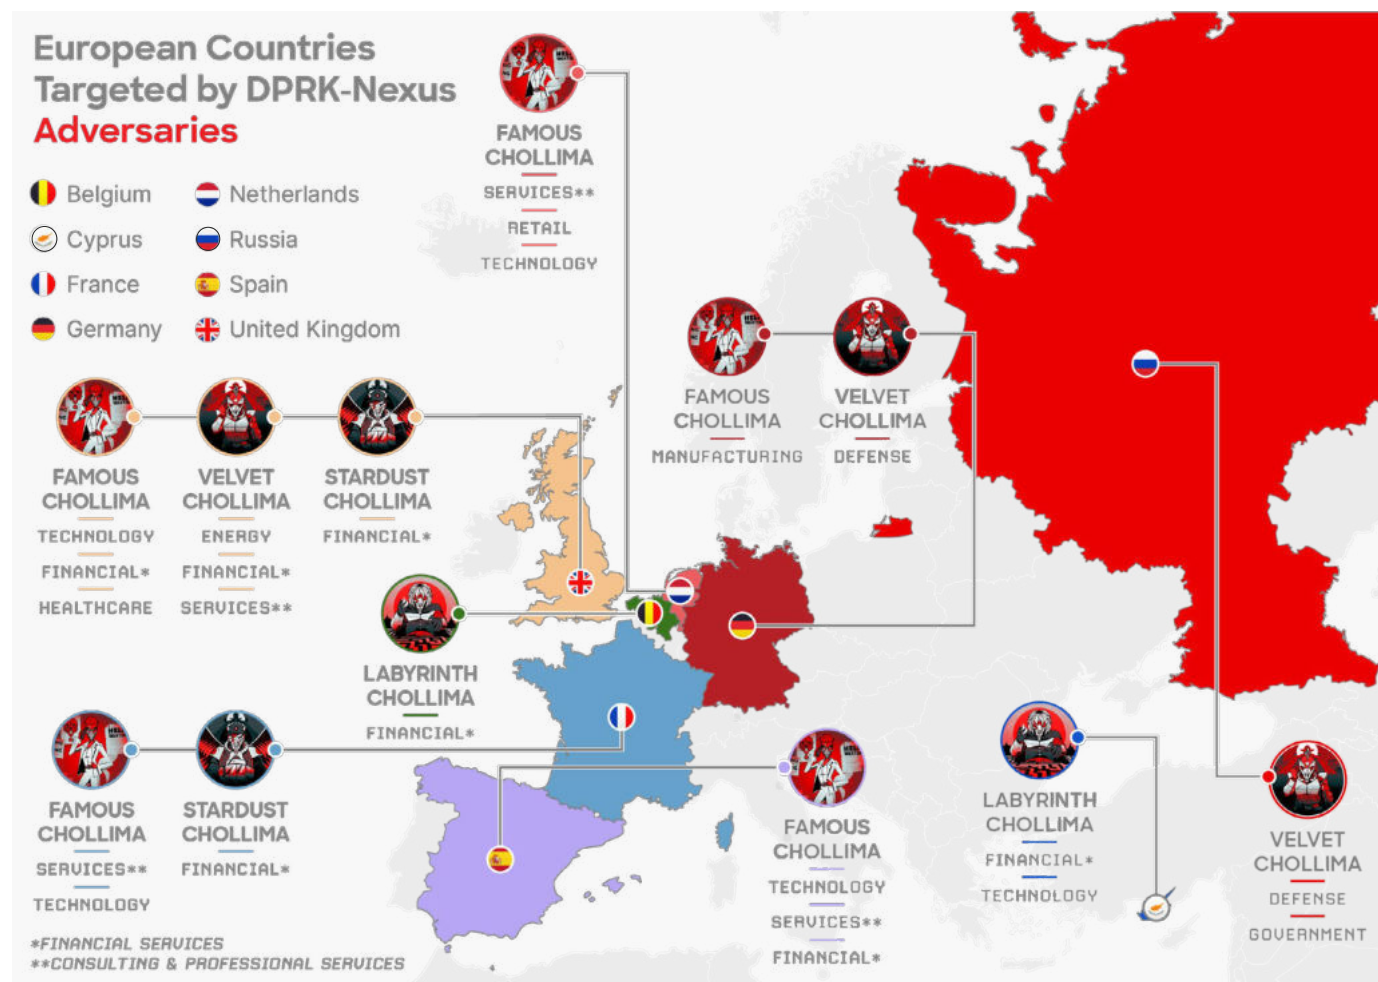 European Countries
Targeted by DPRK-Nexus
Adversaries
Belgium
Netherlands
Cyprus
Russia
France
Spain
Germany
United Kingdom
FAMOUS
CHOLLIMA
SERVICES**
RETAIL
TECHNOLOGY
FAMOUS
CHOLLIMA
MANUFACTURING
VELVET
CHOLLIMA
DEFENSE
FAMOUS
CHOLLIMA
TECHNOLOGY
FINANCIAL*
HEALTHCARE
VELVET
CHOLLIMA
ENERGY
FINANCIAL*
SERVICES**
STARDUST
CHOLLIMA
FINANCIAL*
LABYRINTH
CHOLLIMA
FINANCIAL*
FAMOUS
CHOLLIMA
SERVICES**
TECHNOLOGY
STARDUST
CHOLLIMA
FINANCIAL*
FAMOUS
CHOLLIMA
TECHNOLOGY
SERVICES**
FINANCIAL*
LABYRINTH
CHOLLIMA
FINANCIAL*
TECHNOLOGY
VELVET
CHOLLIMA
DEFENSE
GOVERNMENT
*FINANCIAL SERVICES
**CONSULTING & PROFESSIONAL SERVICES